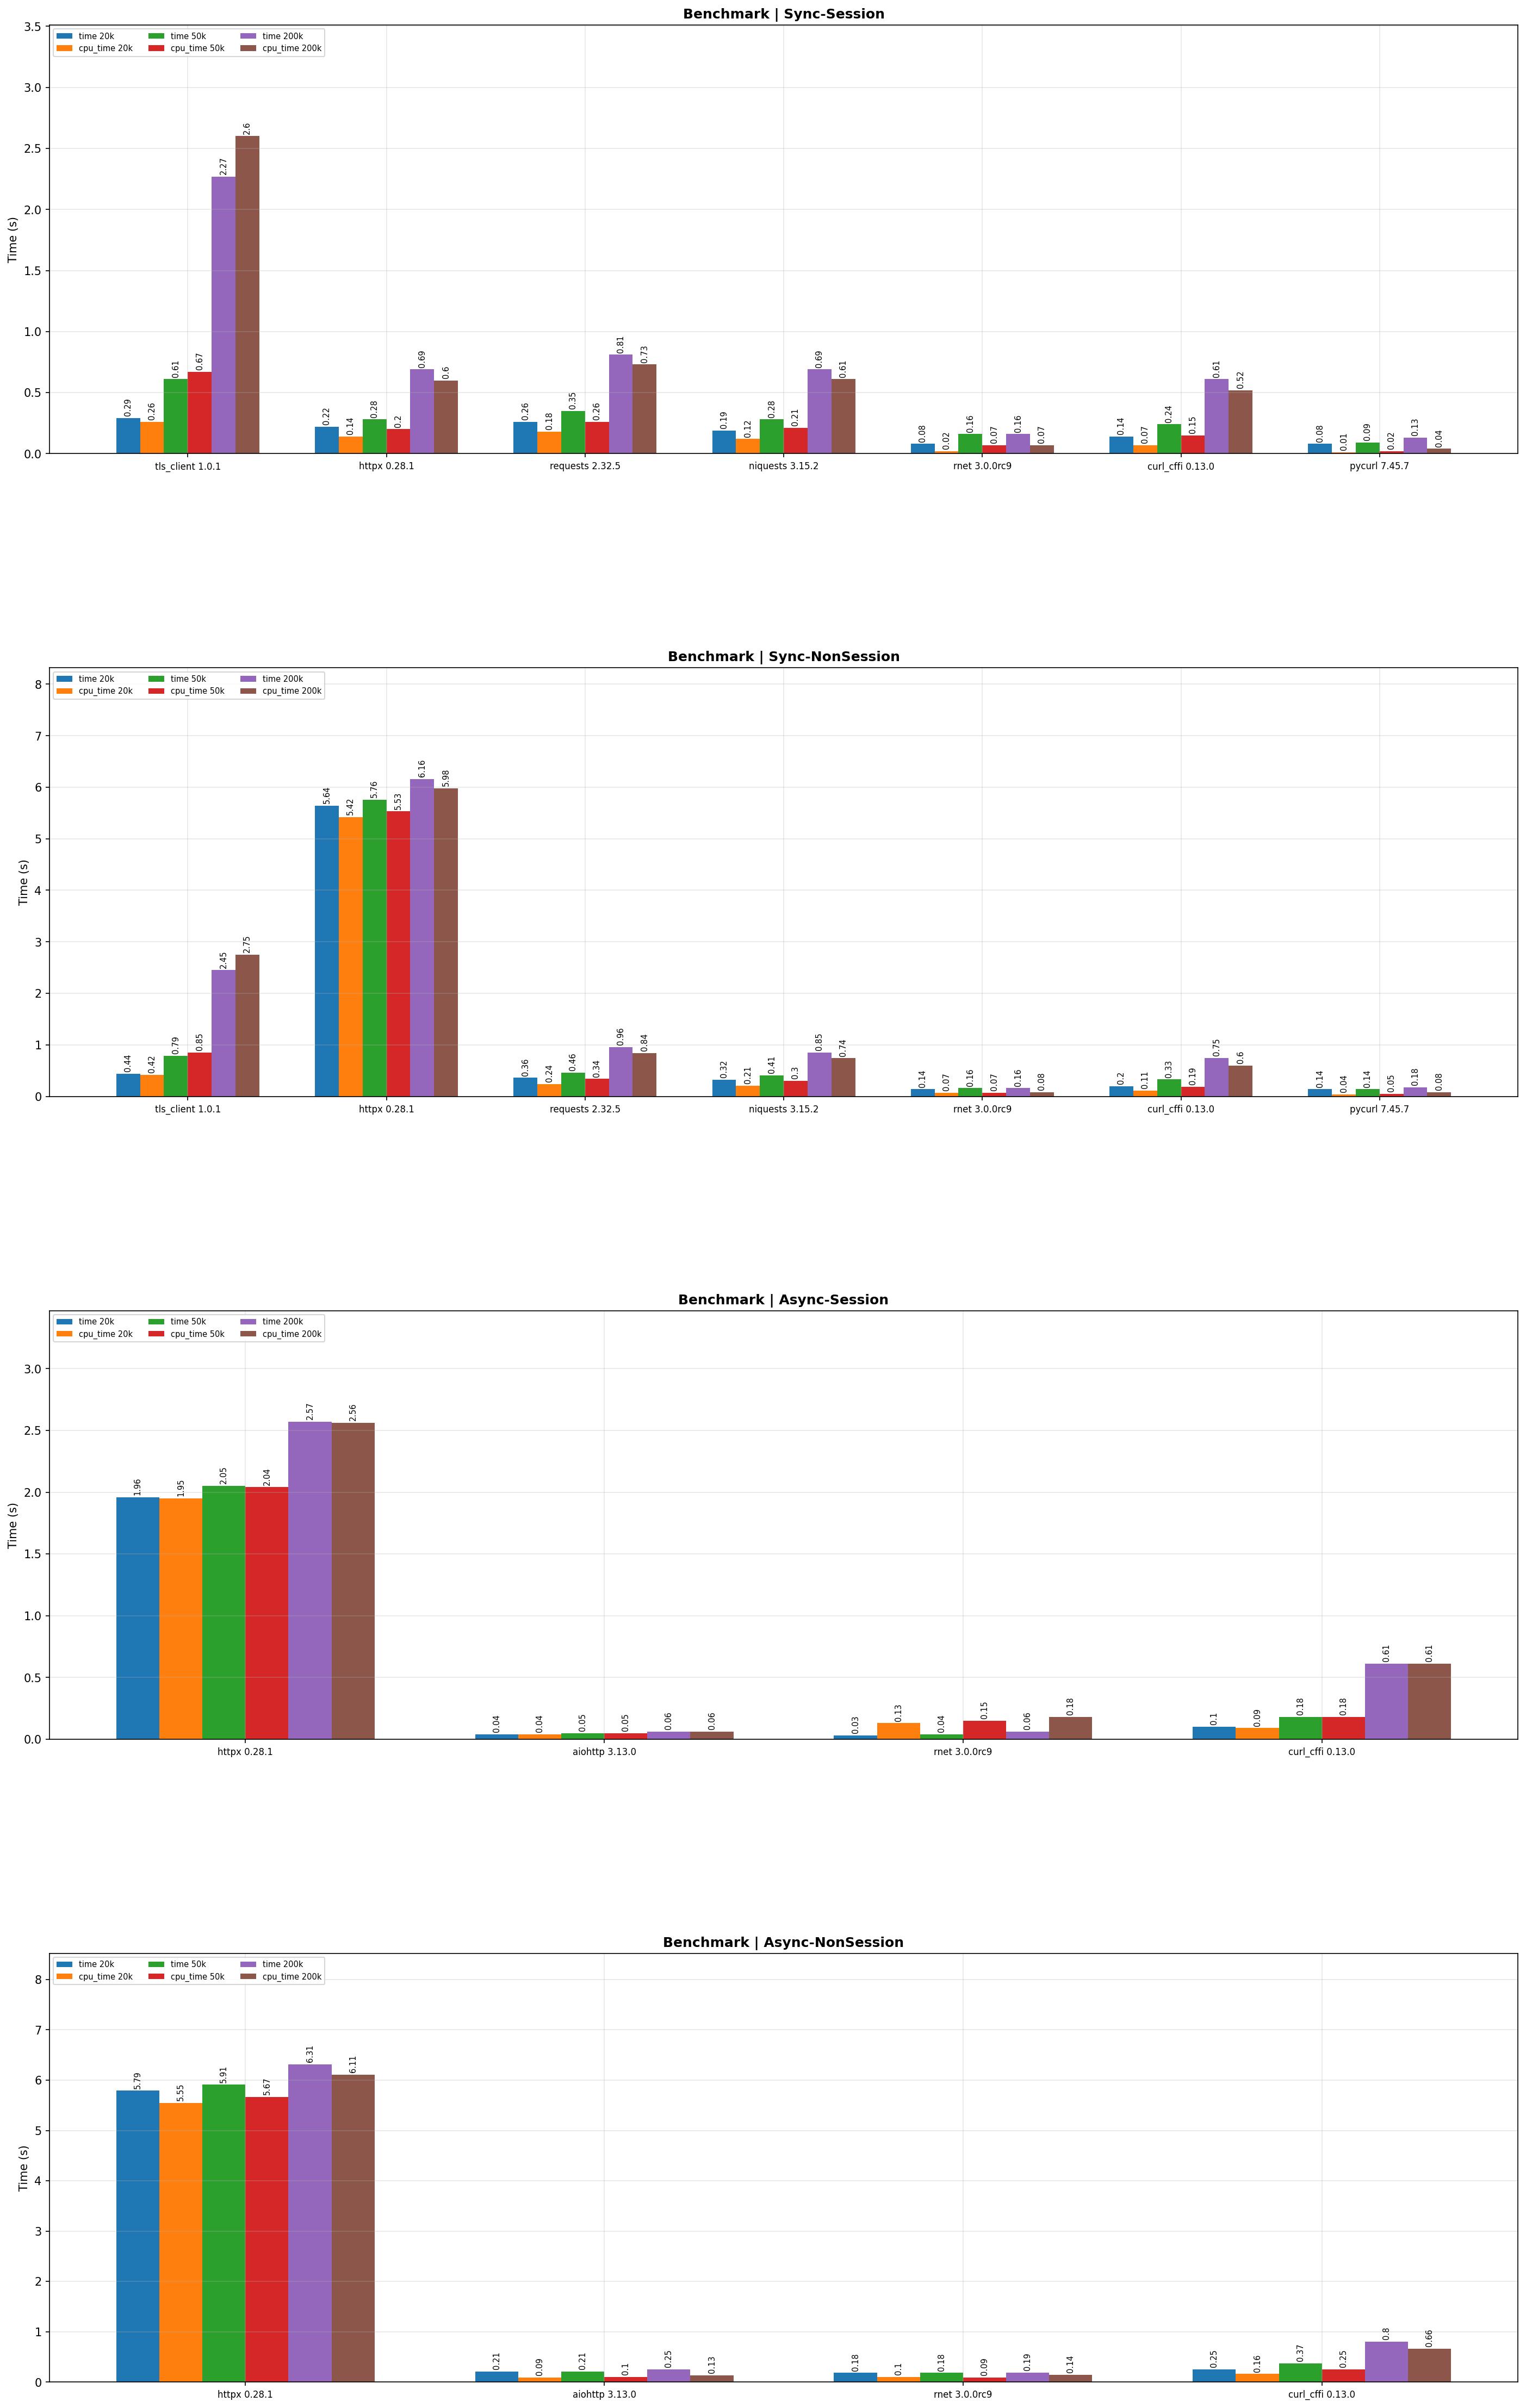 Benchmark | Sync-Session
3.5
3.0
2.5
2.0
1.5
1.0
0.5
0.0
Time (s)
time 20k time 50k time 200k
cpu_time 20k cpu_time 50k cpu_time 200k
0.29 0.26 0.61 0.67 2.27 2.6
0.22 0.14 0.28 0.2 0.69 0.6
0.26 0.18 0.35 0.26 0.81 0.73
0.19 0.12 0.28 0.21 0.69 0.61
0.08 0.02 0.16 0.07 0.16 0.07
0.14 0.07 0.24 0.15 0.61 0.52
0.08 0.01 0.09 0.02 0.13 0.04
tls_client 1.0.1 httpx 0.28.1 requests 2.32.5 niquests 3.15.2 rnet 3.0.0rc9 curl_cffi 0.13.0 pycurl 7.45.7
Benchmark | Sync-NonSession
8
7
6
5
4
3
2
1
0
Time (s)
time 20k time 50k time 200k
cpu_time 20k cpu_time 50k cpu_time 200k
0.44 0.42 0.79 0.85 2.45 2.75
5.64 5.42 5.76 5.53 6.16 5.98
0.36 0.24 0.46 0.34 0.96 0.84
0.32 0.21 0.41 0.3 0.85 0.74
0.14 0.07 0.16 0.07 0.16 0.08
0.2 0.11 0.33 0.19 0.75 0.6
0.14 0.04 0.14 0.05 0.18 0.08
tls_client 1.0.1 httpx 0.28.1 requests 2.32.5 niquests 3.15.2 rnet 3.0.0rc9 curl_cffi 0.13.0 pycurl 7.45.7
Benchmark | Async-Session
3.0
2.5
2.0
1.5
1.0
0.5
0.0
Time (s)
time 20k time 50k time 200k
cpu_time 20k cpu_time 50k cpu_time 200k
1.96 1.95 2.05 2.04 2.57 2.56
0.04 0.04 0.05 0.05 0.06 0.06
0.03 0.13 0.04 0.15 0.06 0.18
0.1 0.09 0.18 0.18 0.61 0.61
httpx 0.28.1 aiohttp 3.13.0 rnet 3.0.0rc9 curl_cffi 0.13.0
Benchmark | Async-NonSession
8
7
6
5
4
3
2
1
0
Time (s)
time 20k time 50k time 200k
cpu_time 20k cpu_time 50k cpu_time 200k
5.79 5.55 5.91 5.67 6.31 6.11
0.21 0.09 0.21 0.1 0.25 0.13
0.18 0.1 0.18 0.09 0.19 0.14
0.25 0.16 0.37 0.25 0.8 0.66
httpx 0.28.1 aiohttp 3.13.0 rnet 3.0.0rc9 curl_cffi 0.13.0